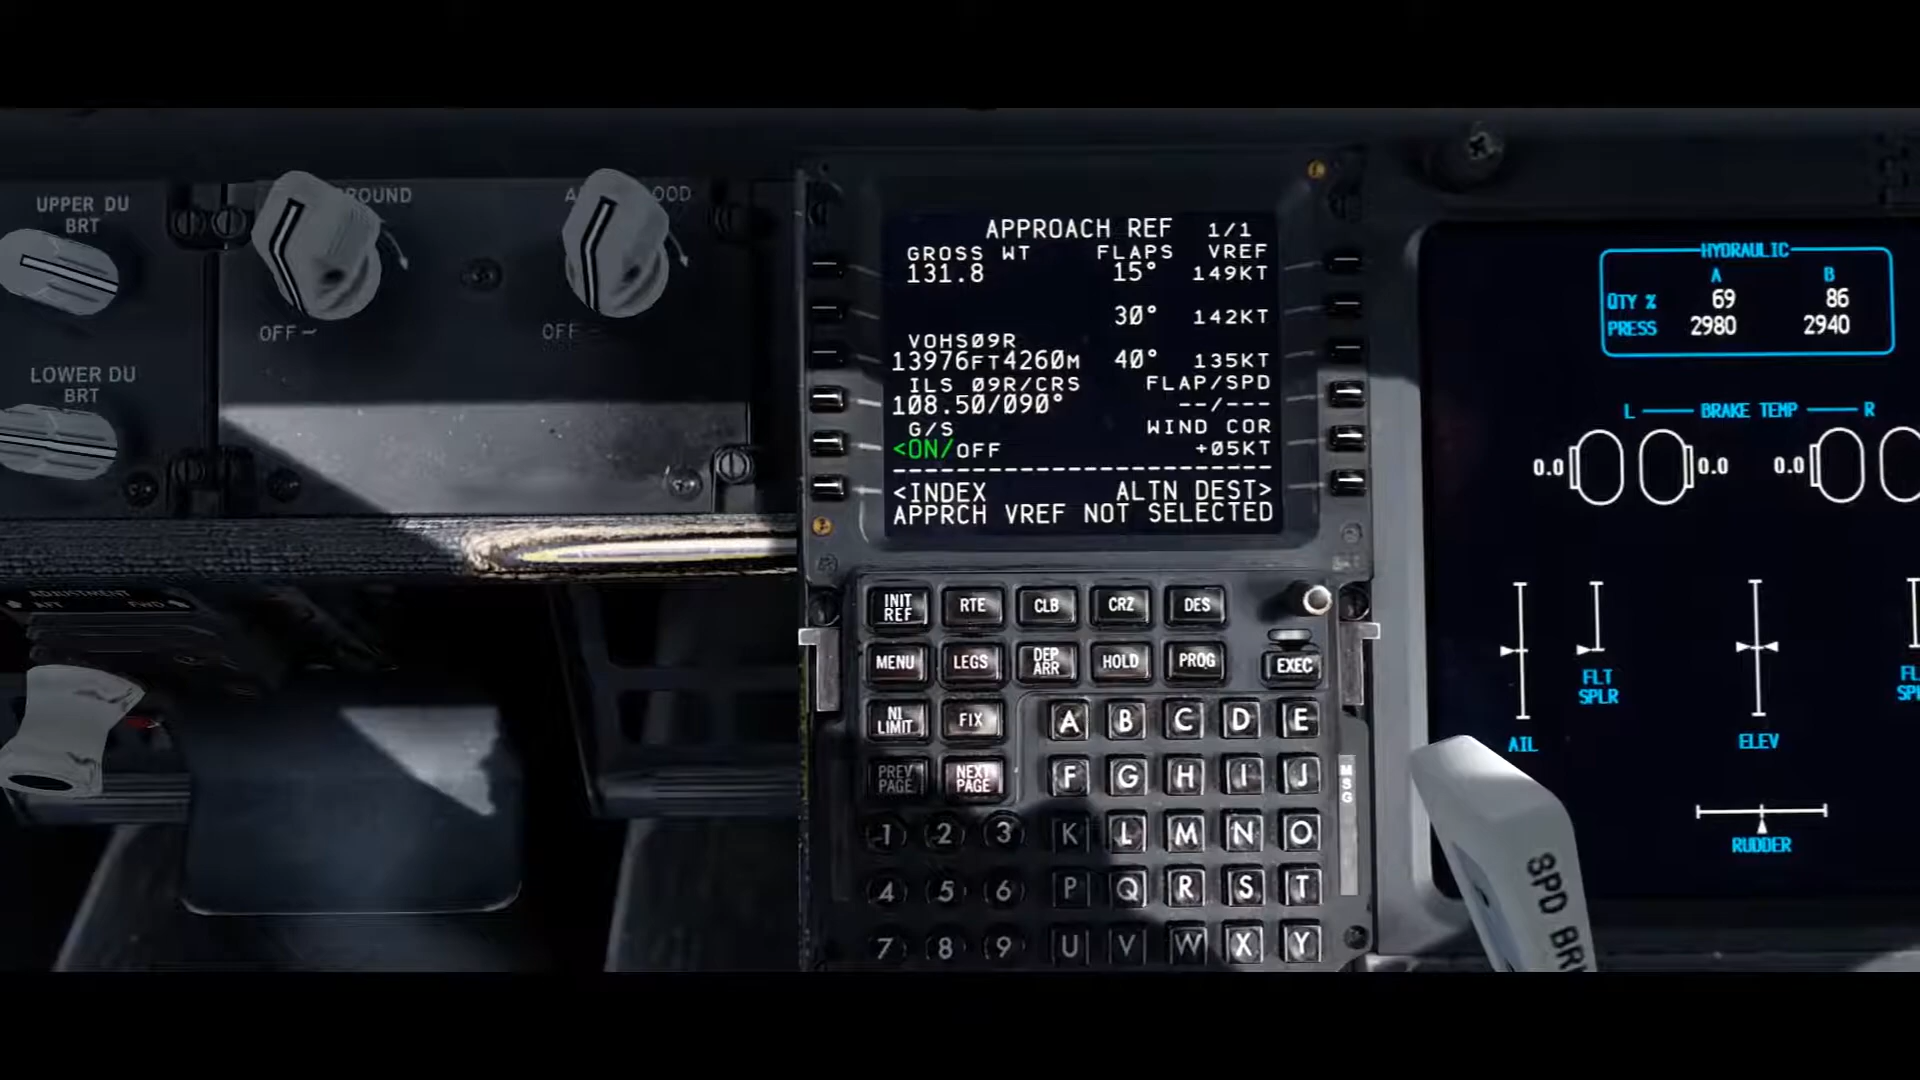 UPPER DU
BRT
OFF
OFF
LOWER DU
BRT
ADJUSTMENT
AFT FWD
APPROACH REF 1/1
GROSS WT FLAPS VREF
131.8 15° 149KT
30° 142KT
VOHS09R
13976FT4260M 40° 135KT
ILS 09R/CRS FLAP/SPD
108.50/090° --/---
G/S WIND COR
<ON/OFF +05KT
<INDEX ALTN DEST>
APPRCH VREF NOT SELECTED
INIT REF RTE CLB CRZ DES
MENU LEGS DEP ARR HOLD PROG EXEC
N1 LIMIT FIX A B C D E
PREV PAGE NEXT PAGE F G H I J
1 2 3 K L M N O
4 5 6 P Q R S T
7 8 9 U V W X Y
MSG
HYDRAULIC
A B
QTY % 69 86
PRESS 2980 2940
L BRAKE TEMP R
0.0 0.0 0.0
FLT
SPLR
AIL
ELEV
RUDDER
SPD